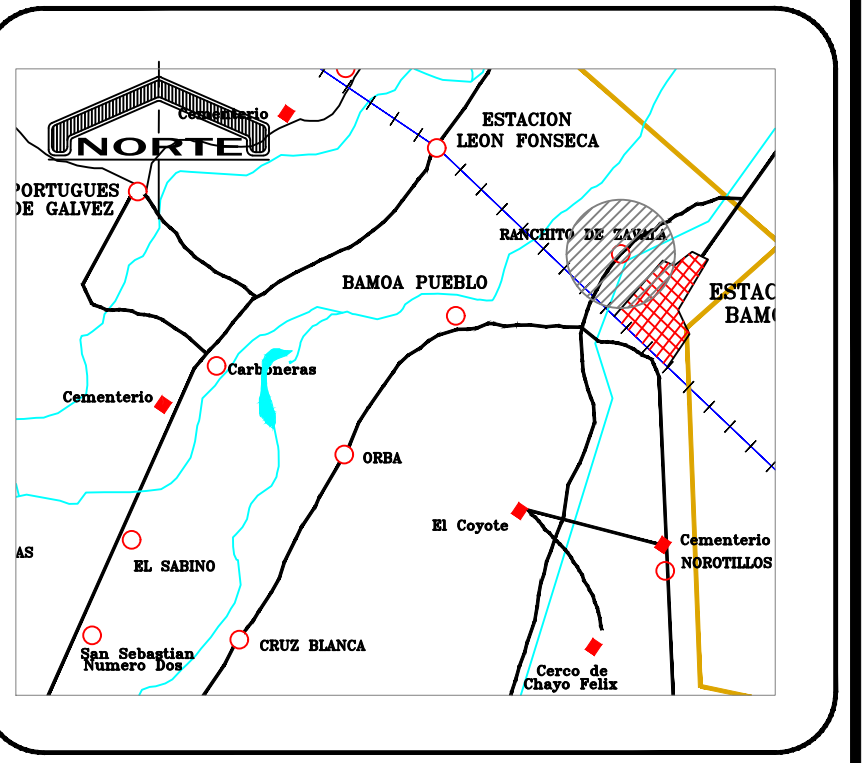 Cementerio
NORTE
ESTACION
LEON FONSECA
PORTUGUES
DE GALVEZ
RANCHITO DE ZAVALA
BAMOA PUEBLO
ESTAC
BAMO
Carboneras
Cementerio
ORBA
El Coyote
Cementerio
AS
NOROTILLOS
EL SABINO
CRUZ BLANCA
San Sebastian
Numero Dos
Cerco de
Chayo Felix